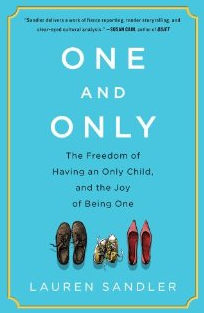 "Sandler delivers a work of fierce reporting, tender storytelling, and
clear-eyed cultural analysis." —SUSAN CAIN, author of QUIET
ONE
AND
ONLY
The Freedom of
Having an Only Child,
and the Joy
of Being One
LAUREN SANDLER